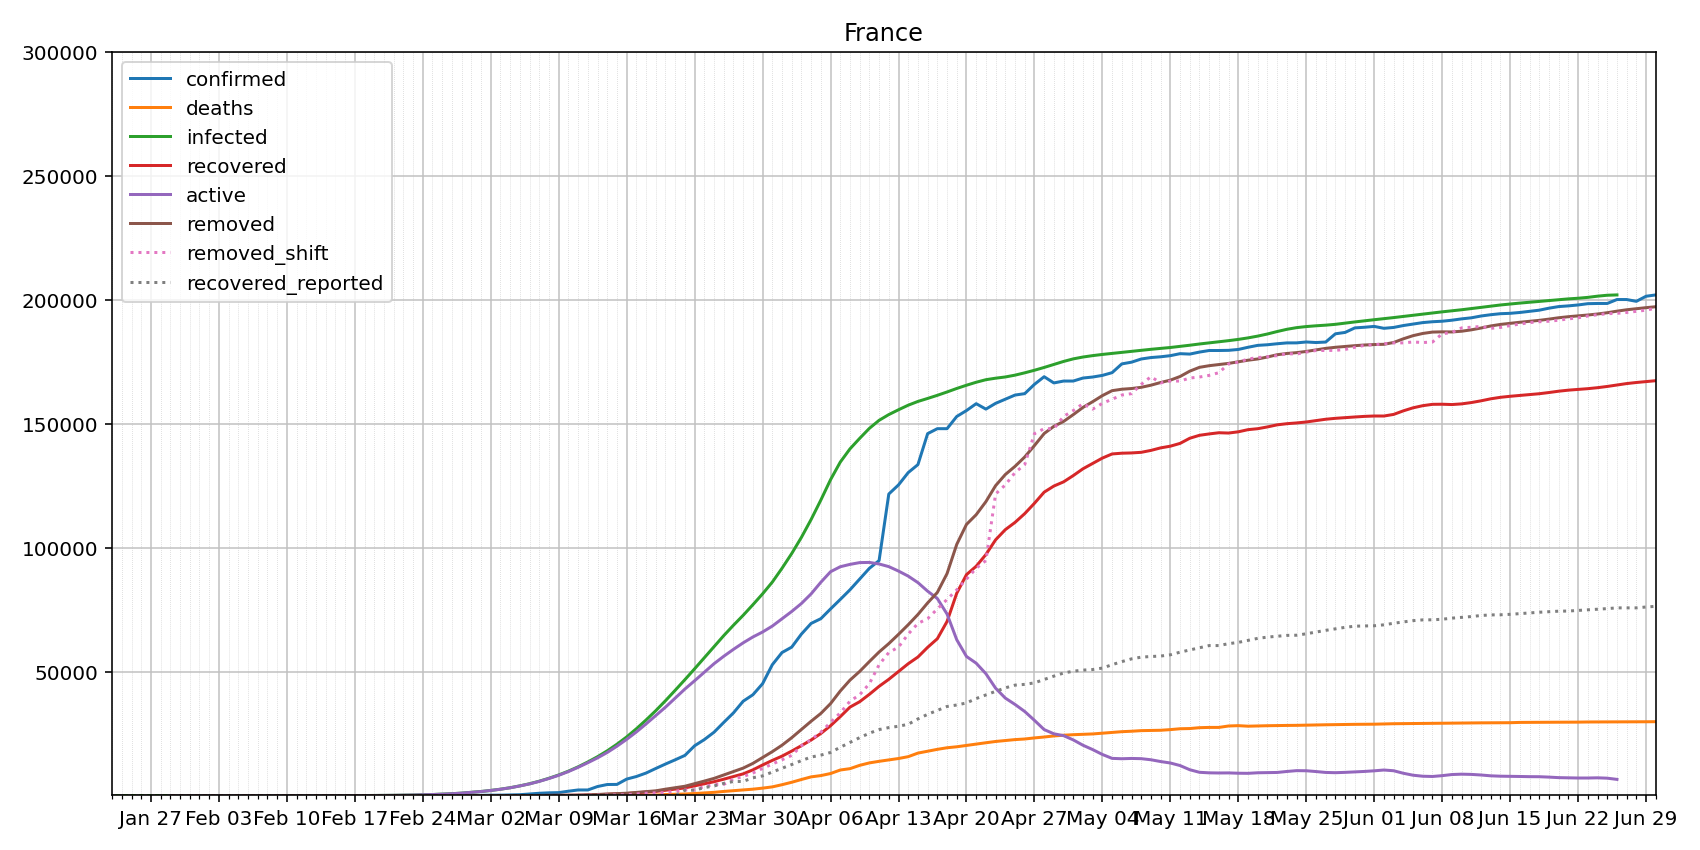 France
300000
250000
200000
150000
100000
50000
confirmed
deaths
infected
recovered
active
removed
removed_shift
recovered_reported
Jan 27 Feb 03 Feb 10 Feb 17 Feb 24 Mar 02 Mar 09 Mar 16 Mar 23 Mar 30 Apr 06 Apr 13 Apr 20 Apr 27 May 04 May 11 May 18 May 25 Jun 01 Jun 08 Jun 15 Jun 22 Jun 29